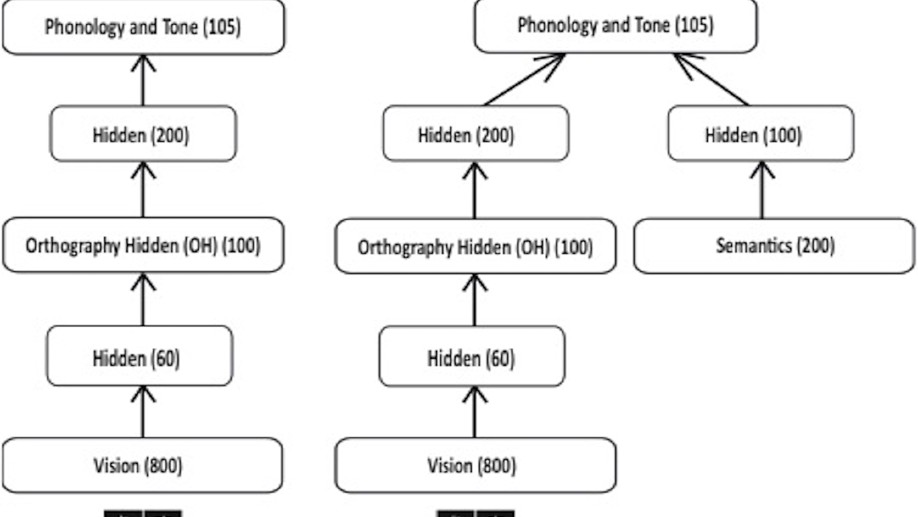 Phonology and Tone (105)
Hidden (200)
Orthography Hidden (OH) (100)
Hidden (60)
Vision (800)
Phonology and Tone (105)
Hidden (200)
Hidden (100)
Orthography Hidden (OH) (100)
Semantics (200)
Hidden (60)
Vision (800)